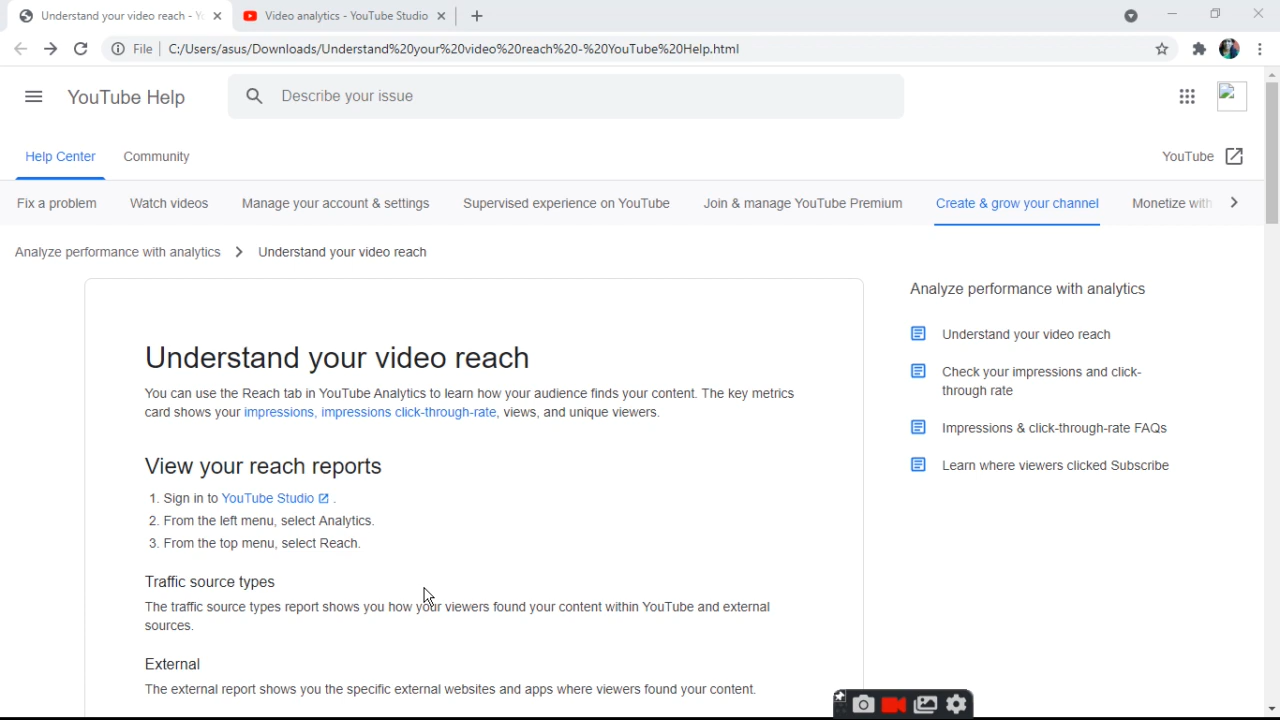 Understand your video reach - Yo
Video analytics - YouTube Studio
File
C:/Users/asus/Downloads/Understand%20your%20video%20reach%20-%20YouTube%20Help.html
YouTube Help
Describe your issue
Help Center
Community
YouTube
Fix a problem
Watch videos
Manage your account & settings
Supervised experience on YouTube
Join & manage YouTube Premium
Create & grow your channel
Monetize with
Analyze performance with analytics
Understand your video reach
Understand your video reach
You can use the Reach tab in YouTube Analytics to learn how your audience finds your content. The key metrics
card shows your impressions, impressions click-through-rate, views, and unique viewers.
View your reach reports
1. Sign in to YouTube Studio .
2. From the left menu, select Analytics.
3. From the top menu, select Reach.
Traffic source types
The traffic source types report shows you how your viewers found your content within YouTube and external
sources.
External
The external report shows you the specific external websites and apps where viewers found your content.
Analyze performance with analytics
Understand your video reach
Check your impressions and click-
through rate
Impressions & click-through-rate FAQs
Learn where viewers clicked Subscribe